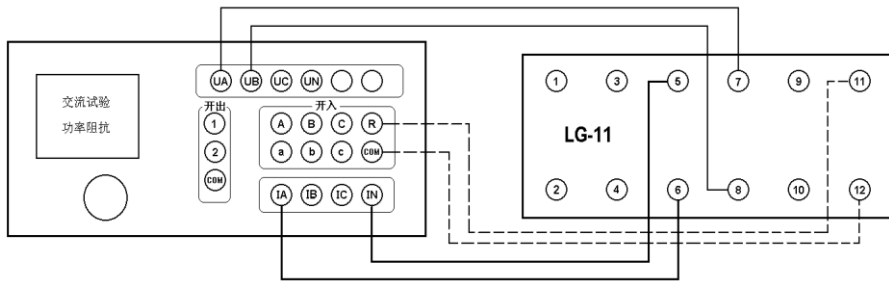 UA UB UC UN
交流试验
功率阻抗
开出
开入
1
A B C R
2
a b c COM
COM
IA IB IC IN
1 3 5 7 9 11
LG-11
2 4 6 8 10 12